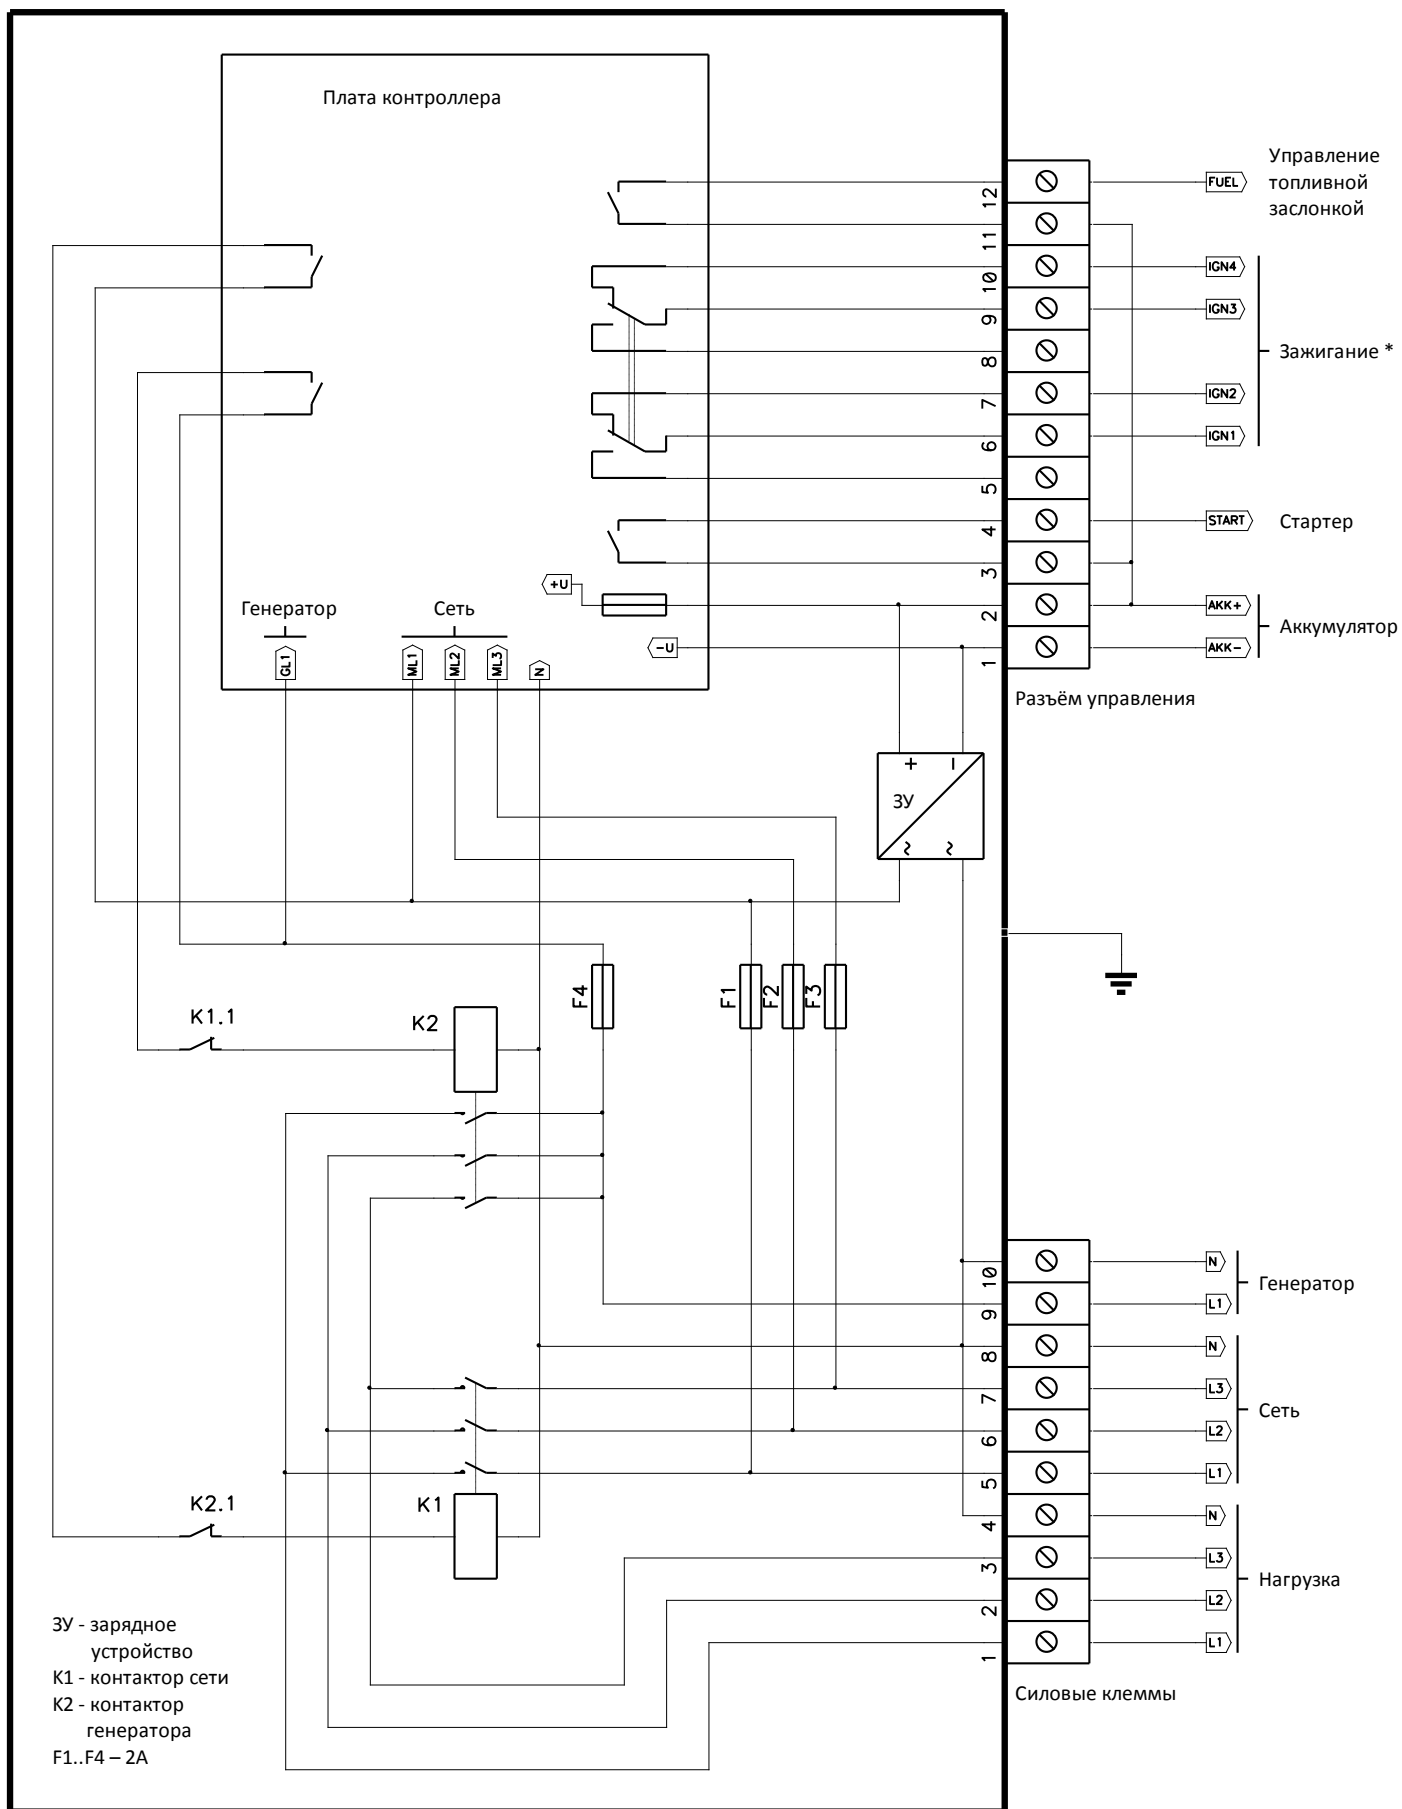 Плата контроллера
Управление
топливной
заслонкой
FUEL
12
11
IGN4
10
IGN3
9
Зажигание *
8
IGN2
7
IGN1
6
5
START
Стартер
4
3
+U
AKK+
2
Аккумулятор
-U
AKK-
1
Генератор
Сеть
GL1
ML1
ML2
ML3
N
Разъём управления
+ −
ЗУ
~ ~
F4
F1
F2
F3
K1.1
K2
N
10
Генератор
L1
9
N
8
L3
7
Сеть
L2
6
L1
5
K2.1
K1
N
4
L3
3
Нагрузка
L2
2
L1
1
Силовые клеммы
ЗУ - зарядное
устройство
К1 - контактор сети
К2 - контактор
генератора
F1..F4 – 2А